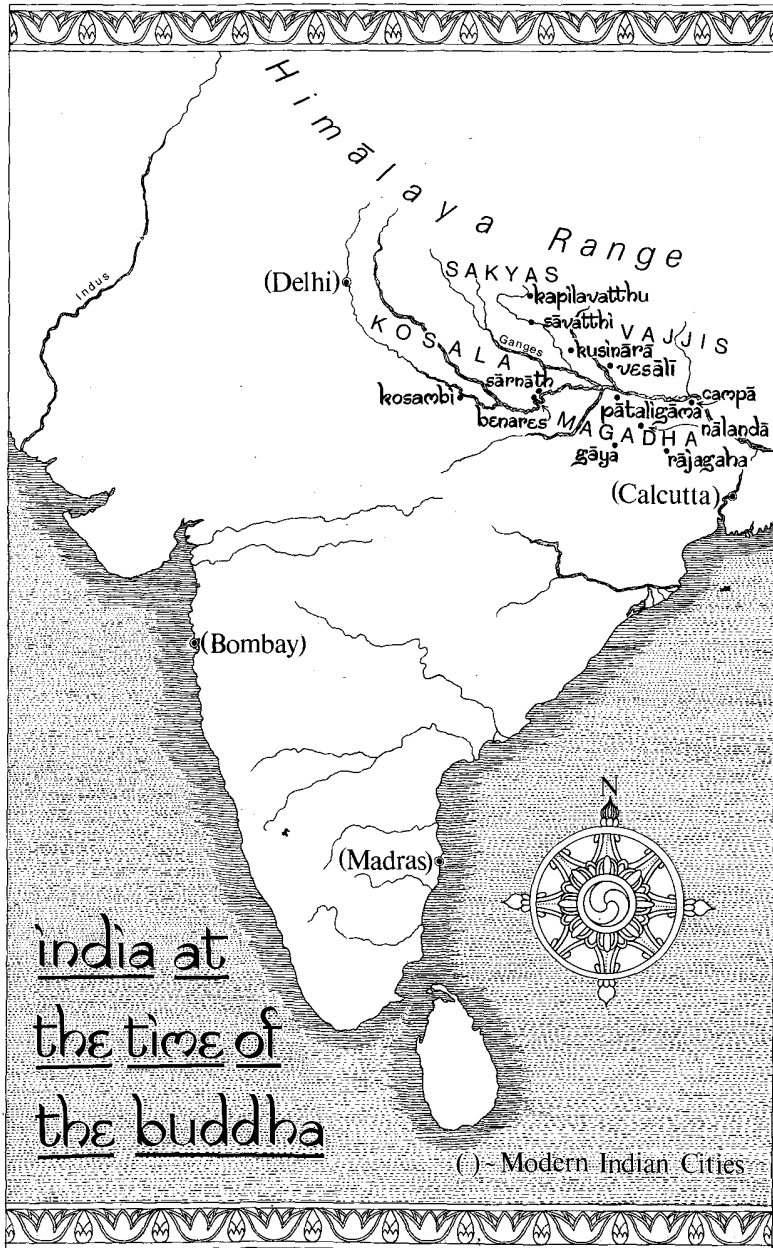 Himālaya Range
Indus
(Delhi)
SAKYAS
kapilavatthu
sāvatthi
VAJJIS
KOSALA
Ganges
kusinārā
vesālī
sārnāth
kosambi
benares
campā
pātaligāma
MAGADHA
nālandā
gāya
rājagaha
(Calcutta)
(Bombay)
N
(Madras)
india at
the time of
the buddha
( ) ~ Modern Indian Cities